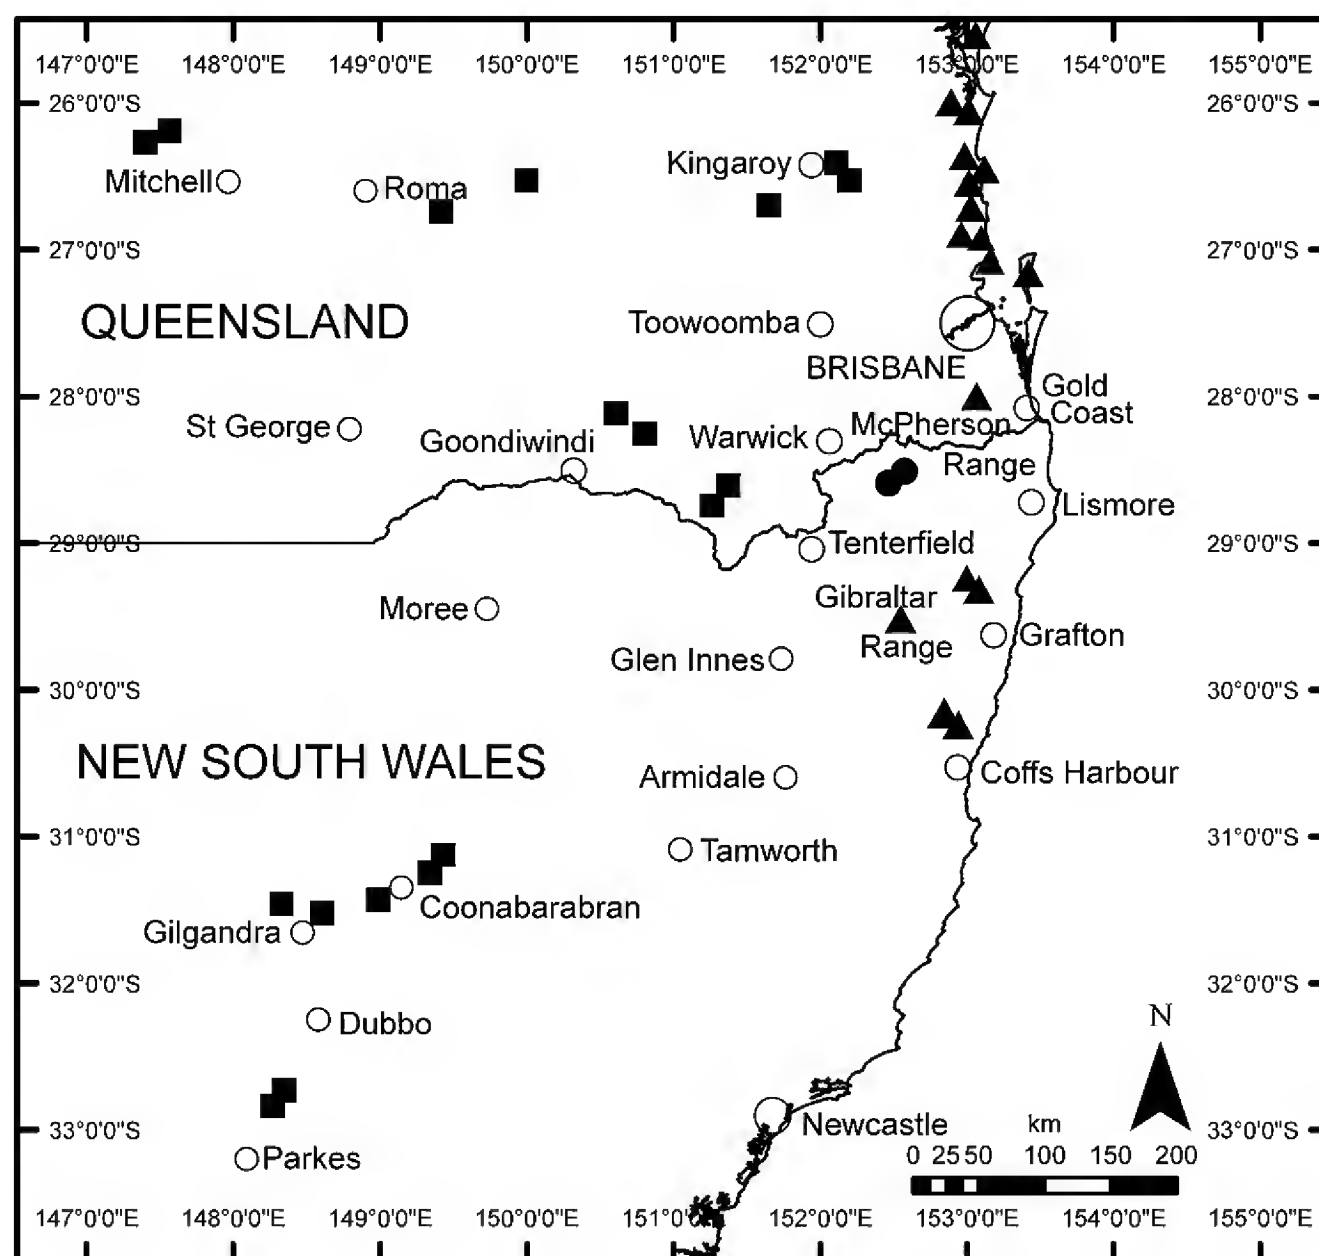 147°0'0"E 148°0'0"E 149°0'0"E 150°0'0"E 151°0'0"E 152°0'0"E 153°0'0"E 154°0'0"E 155°0'0"E
26°0'0"S 26°0'0"S
Kingaroy
Mitchell Roma
27°0'0"S 27°0'0"S
QUEENSLAND
Toowoomba
BRISBANE
Gold
Coast
28°0'0"S 28°0'0"S
St George
Goondiwindi
Warwick
McPherson
Range
Lismore
29°0'0"S 29°0'0"S
Tenterfield
Moree
Gibraltar
Range
Grafton
Glen Innes
30°0'0"S 30°0'0"S
NEW SOUTH WALES
Armidale
Coffs Harbour
31°0'0"S 31°0'0"S
Tamworth
Coonabarabran
Gilgandra
32°0'0"S 32°0'0"S
Dubbo
N
33°0'0"S 33°0'0"S
Newcastle
km
Parkes
0 25 50 100 150 200
147°0'0"E 148°0'0"E 149°0'0"E 150°0'0"E 151°0'0"E 152°0'0"E 153°0'0"E 154°0'0"E 155°0'0"E